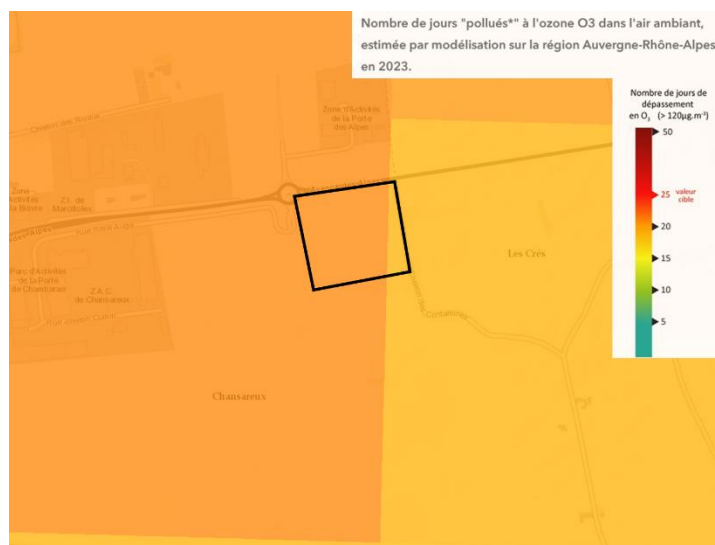 Nombre de jours "pollués*" à l'ozone O3 dans l'air ambiant,
estimée par modélisation sur la région Auvergne-Rhône-Alpes
en 2023.
Nombre de jours de
dépassement
en O₃ (> 120µg.m⁻³)
50
25 valeur
cible
20
15
10
5
Zone d'Activités
de la Porte
des Alpes
Zone
Activités
la Bièvre
Z.I. de
Marolloles
Parc d'Activités
de la Porte
de Chambaran
Z.A.C.
de Chansareux
Les Crés
Chansareux